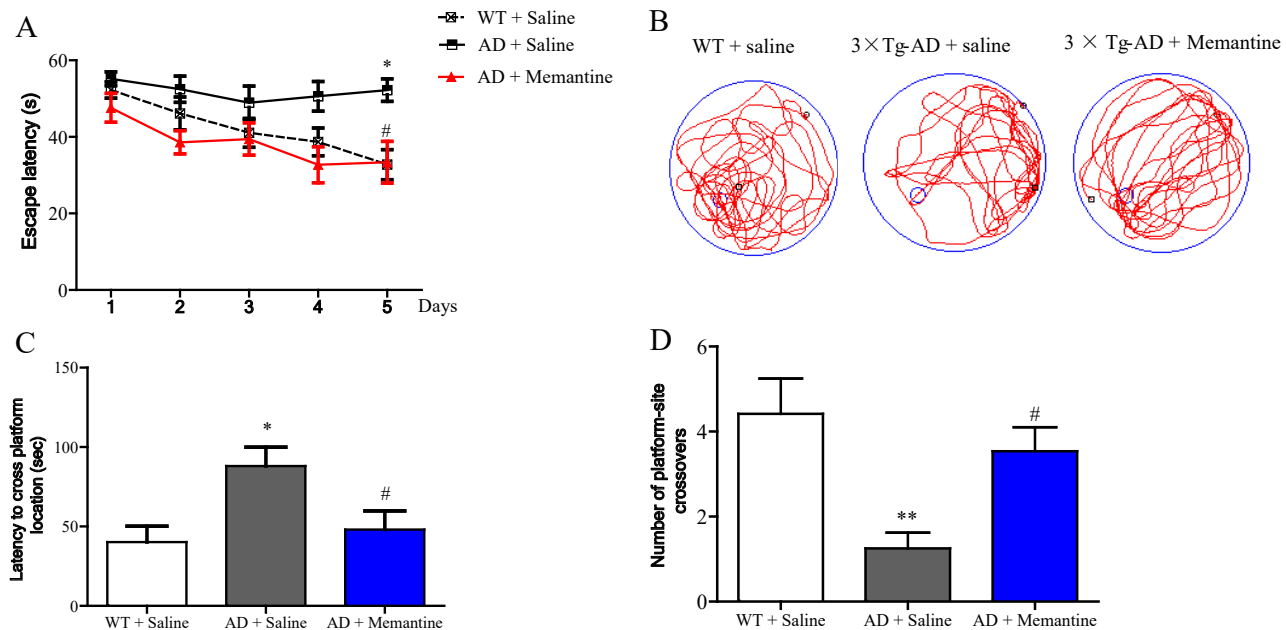 A
WT + Saline
AD + Saline
AD + Memantine
Escape latency (s)
60
40
20
0
*
#
1 2 3 4 5 Days
B
WT + saline
3×Tg-AD + saline
3 × Tg-AD + Memantine
C
Latency to cross platform
location (sec)
150
100
50
0
*
#
WT + Saline AD + Saline AD + Memantine
D
Number of platform-site
crossovers
6
4
2
0
**
#
WT + Saline AD + Saline AD + Memantine